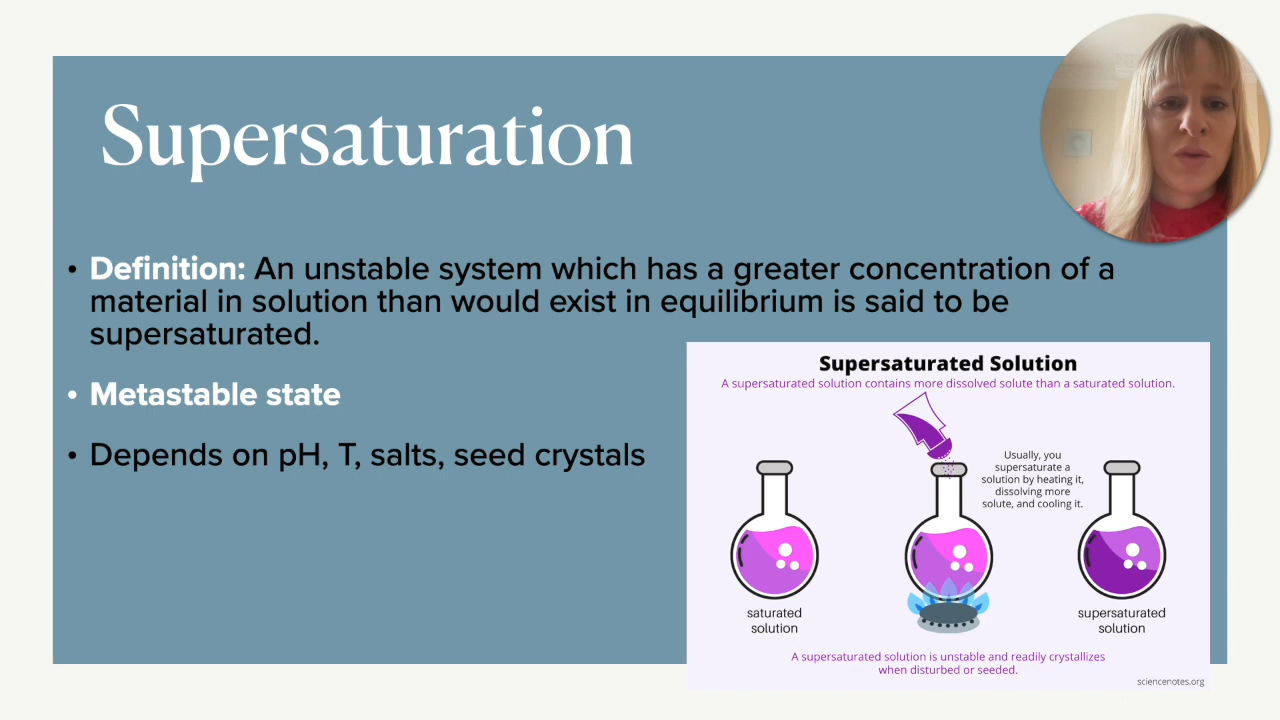 Supersaturation
• Definition: An unstable system which has a greater concentration of a
material in solution than would exist in equilibrium is said to be
supersaturated.
• Metastable state
• Depends on pH, T, salts, seed crystals
Supersaturated Solution
A supersaturated solution contains more dissolved solute than a saturated solution.
Usually, you
supersaturate a
solution by heating it,
dissolving more
solute, and cooling it.
saturated
solution
supersaturated
solution
A supersaturated solution is unstable and readily crystallizes
when disturbed or seeded.
sciencenotes.org